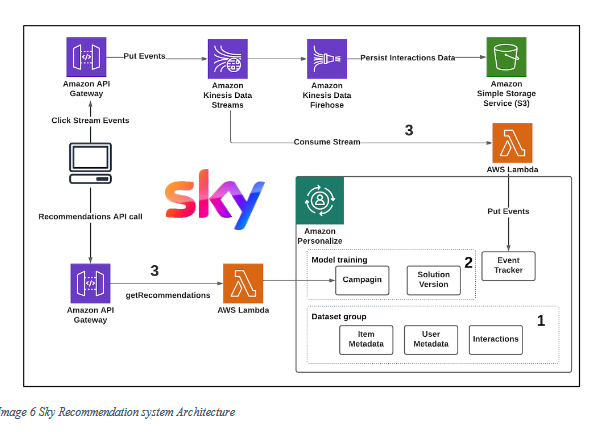 Put Events
Persist Interactions Data
Amazon API
Gateway
Amazon
Kinesis Data
Streams
Amazon
Kinesis Data
Firehose
Amazon
Simple Storage
Service (S3)
Click Stream Events
3
Consume Stream
AWS Lambda
sky
Recommendations API call
Amazon
Personalize
Put Events
Model training
2
Event
Tracker
Campagin
Solution
Version
3
getRecommendations
Amazon API
Gateway
AWS Lambda
Dataset group
1
Item
Metadata
User
Metadata
Interactions
Image 6 Sky Recommendation system Architecture